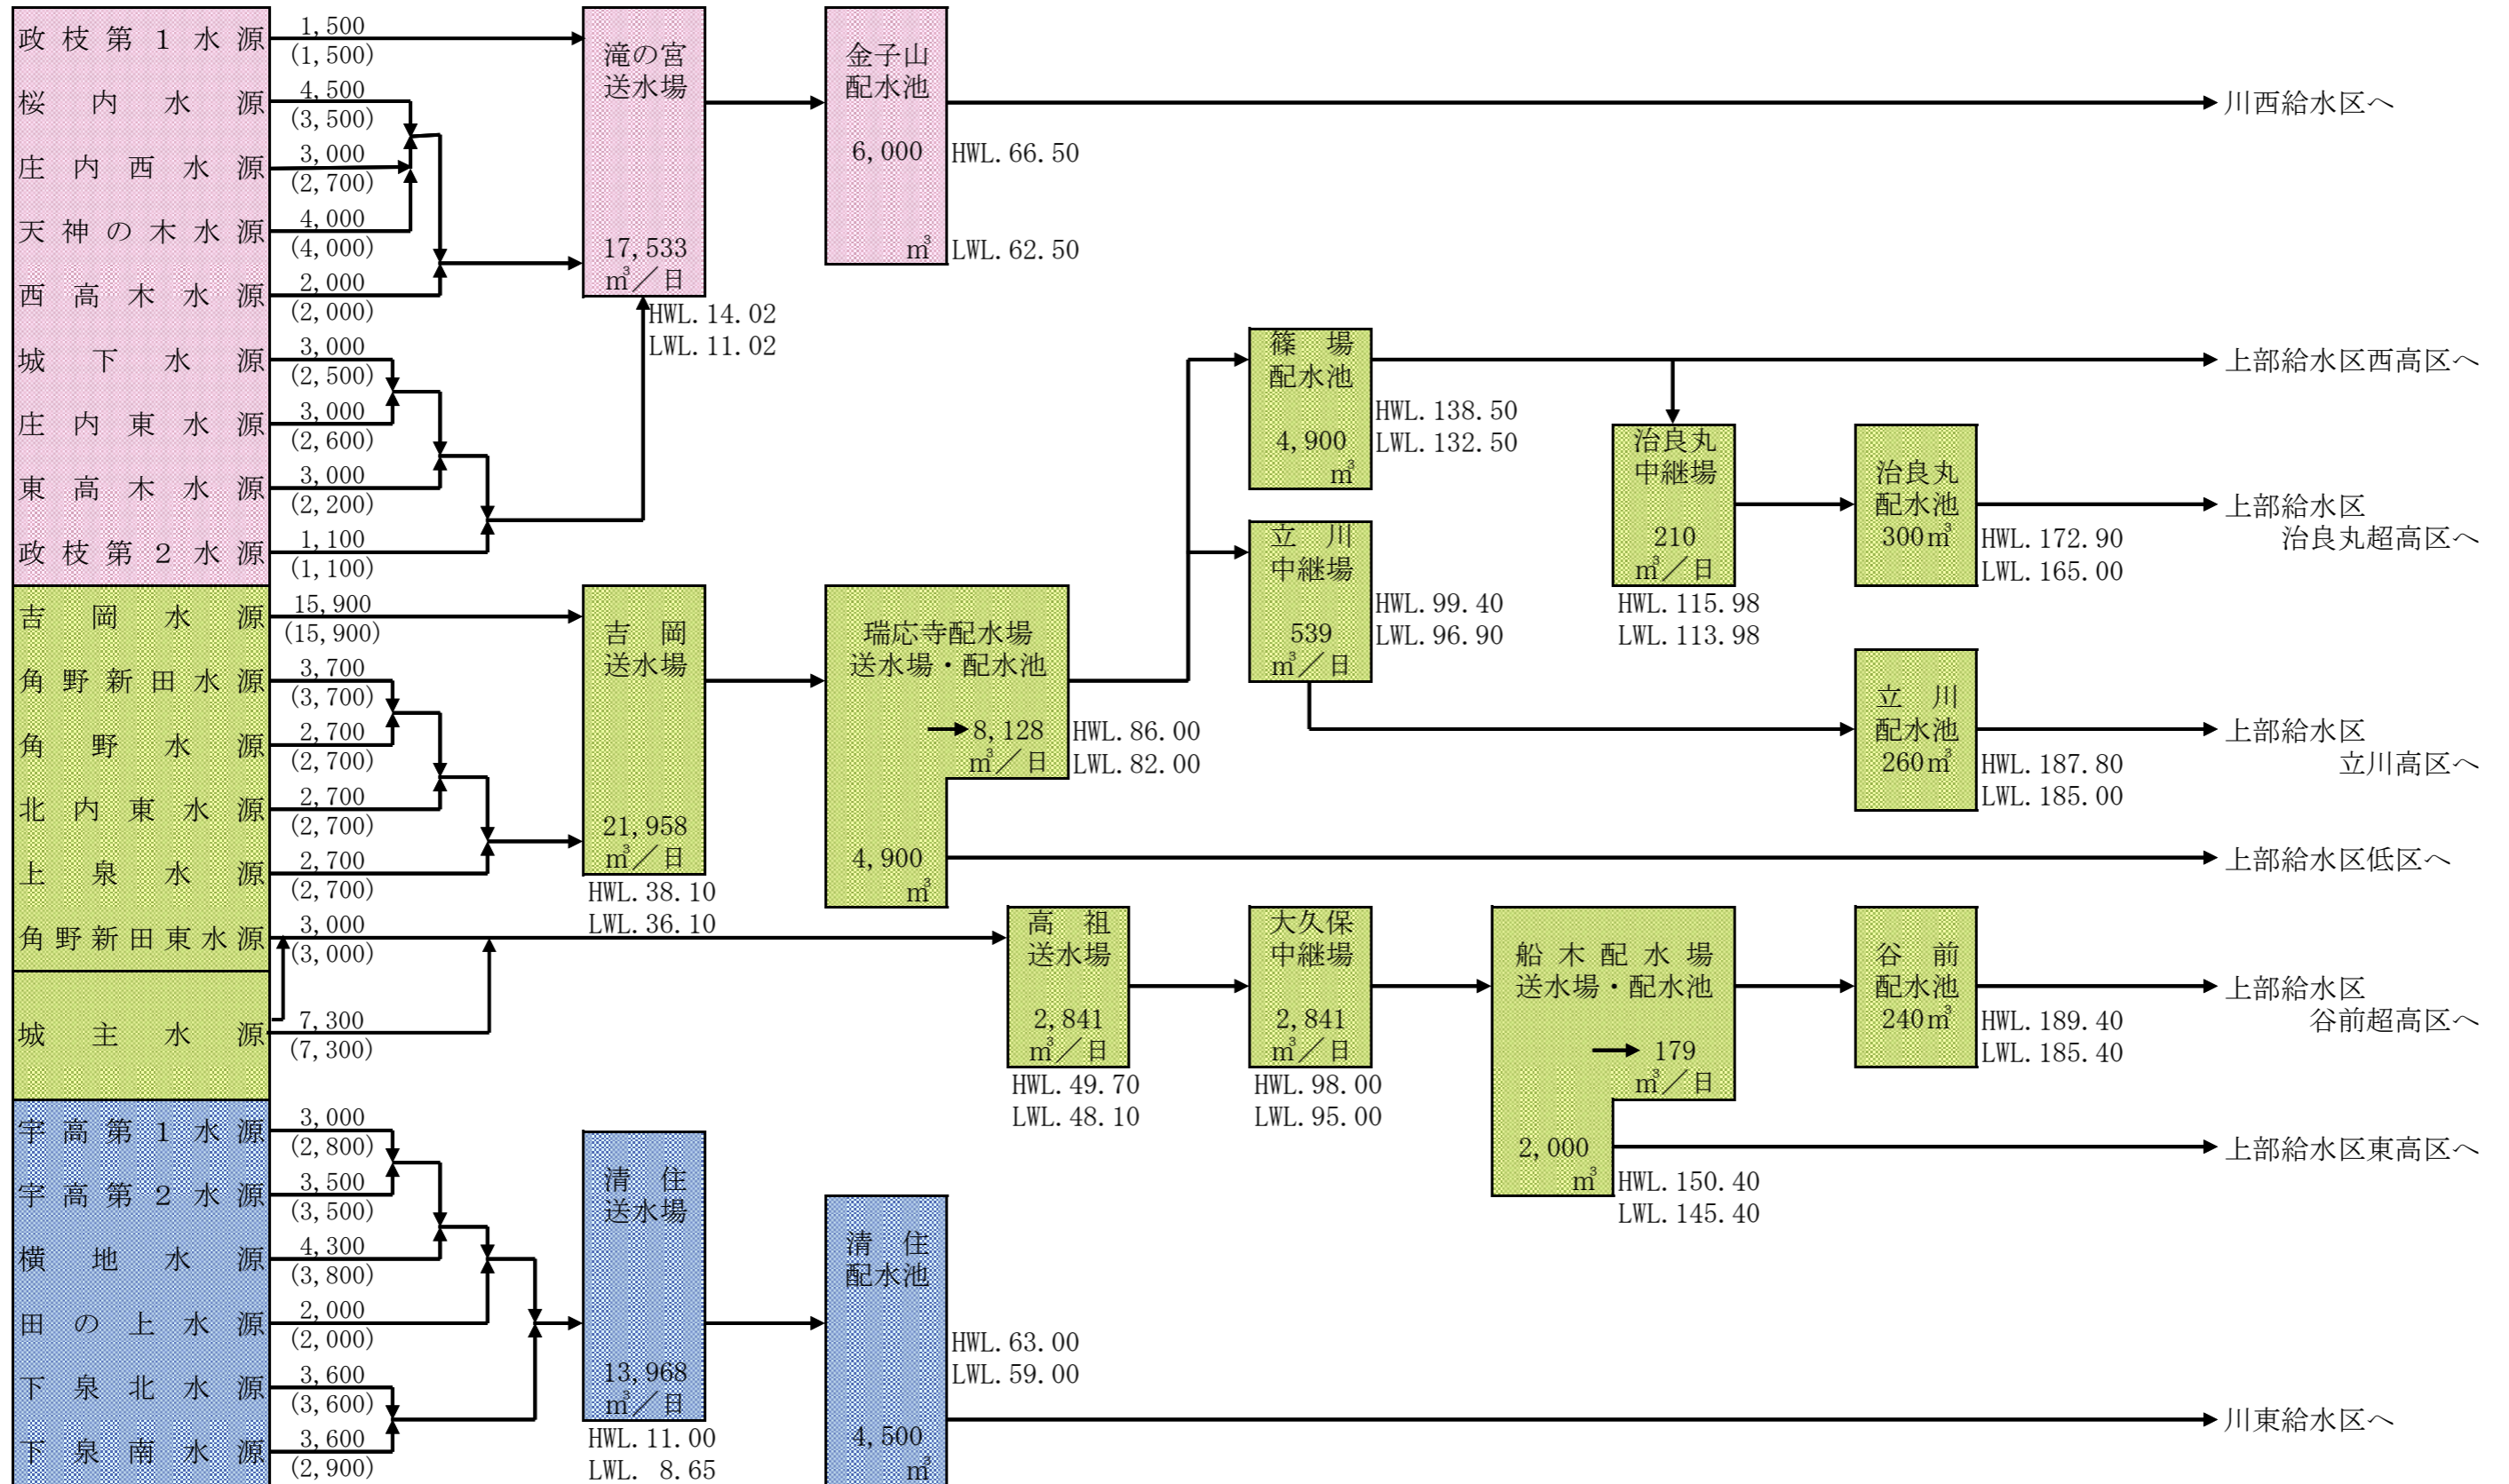 政枝第1水源
1,500
(1,500)
桜内水源
4,500
(3,500)
庄内西水源
3,000
(2,700)
天神の木水源
4,000
(4,000)
西高木水源
2,000
(2,000)
城下水源
3,000
(2,500)
庄内東水源
3,000
(2,600)
東高木水源
3,000
(2,200)
政枝第2水源
1,100
(1,100)
吉岡水源
15,900
(15,900)
角野新田水源
3,700
(3,700)
角野水源
2,700
(2,700)
北内東水源
2,700
(2,700)
上泉水源
2,700
(2,700)
角野新田東水源
3,000
(3,000)
城主水源
7,300
(7,300)
宇高第1水源
3,000
(2,800)
宇高第2水源
3,500
(3,500)
横地水源
4,300
(3,800)
田の上水源
2,000
(2,000)
下泉北水源
3,600
(3,600)
下泉南水源
3,600
(2,900)
滝の宮
送水場
17,533
m³/日
HWL.14.02
LWL.11.02
金子山
配水池
6,000
m³
HWL.66.50
LWL.62.50
川西給水区へ
吉岡
送水場
21,958
m³/日
HWL.38.10
LWL.36.10
瑞応寺配水場
送水場・配水池
8,128
m³/日
HWL.86.00
LWL.82.00
4,900
m³
篠場
配水池
4,900
m³
HWL.138.50
LWL.132.50
上部給水区西高区へ
立川
中継場
539
m³/日
HWL.99.40
LWL.96.90
治良丸
中継場
210
m³/日
HWL.115.98
LWL.113.98
治良丸
配水池
300m³
HWL.172.90
LWL.165.00
上部給水区
治良丸超高区へ
立川
配水池
260m³
HWL.187.80
LWL.185.00
上部給水区
立川高区へ
上部給水区低区へ
高祖
送水場
2,841
m³/日
HWL.49.70
LWL.48.10
大久保
中継場
2,841
m³/日
HWL.98.00
LWL.95.00
船木配水場
送水場・配水池
179
m³/日
2,000
m³
HWL.150.40
LWL.145.40
谷前
配水池
240m³
HWL.189.40
LWL.185.40
上部給水区
谷前超高区へ
上部給水区東高区へ
清住
送水場
13,968
m³/日
HWL.11.00
LWL. 8.65
清住
配水池
4,500
m³
HWL.63.00
LWL.59.00
川東給水区へ